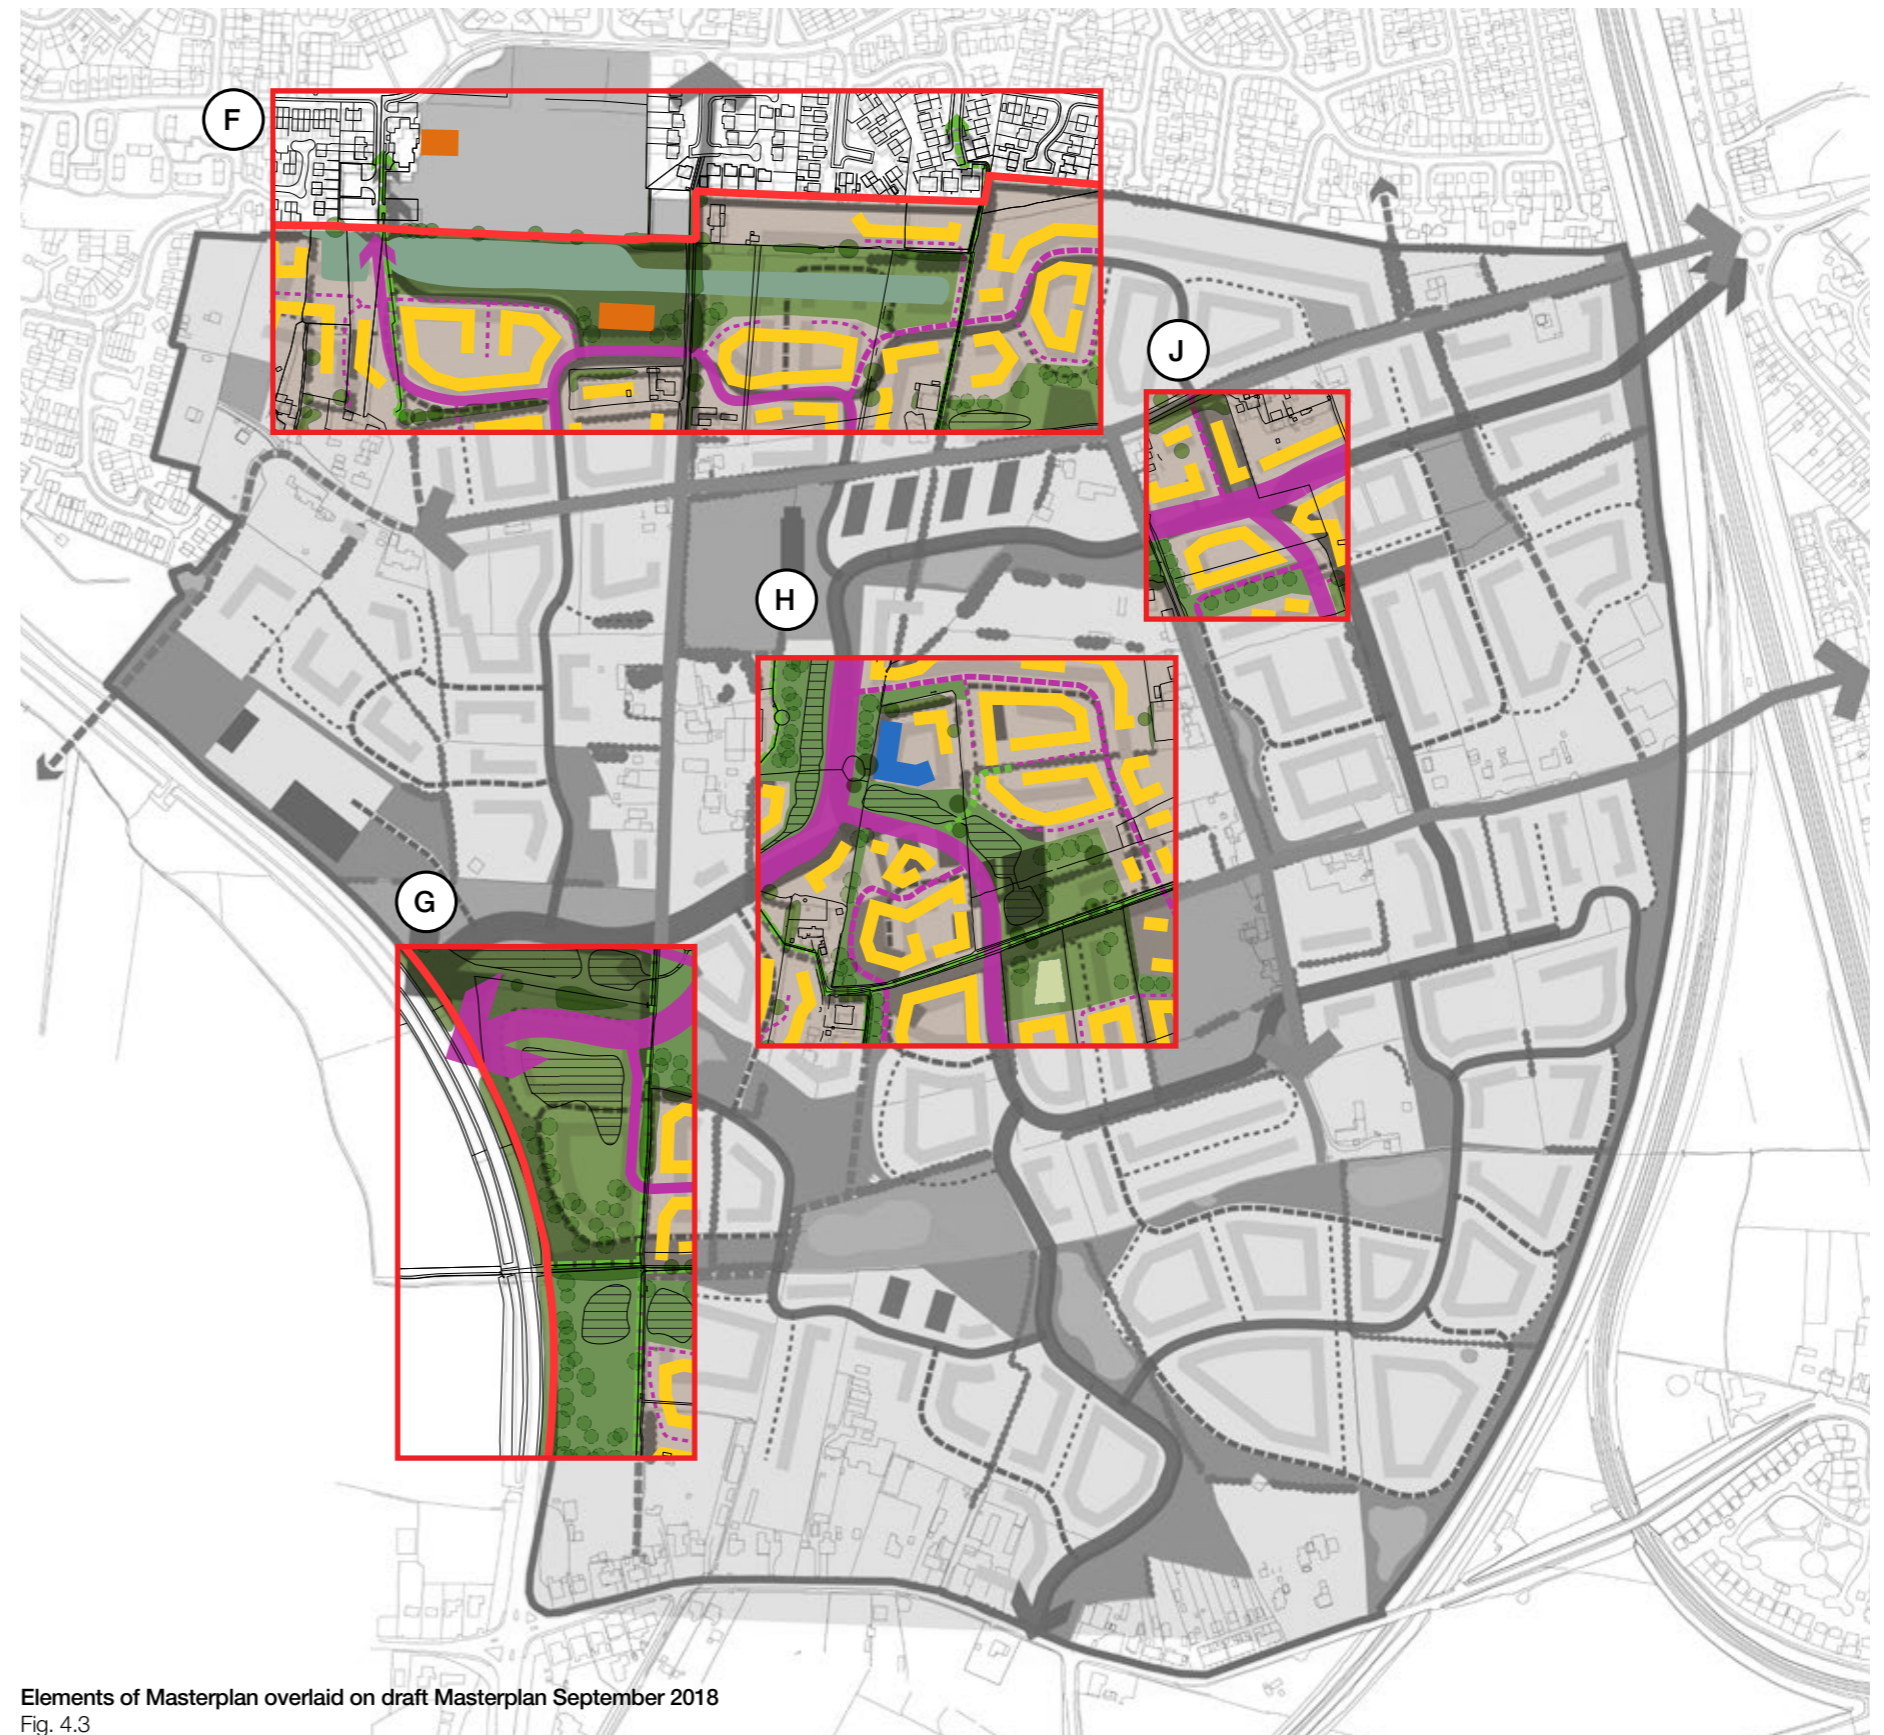 F
J
H
G
Elements of Masterplan overlaid on draft Masterplan September 2018
Fig. 4.3